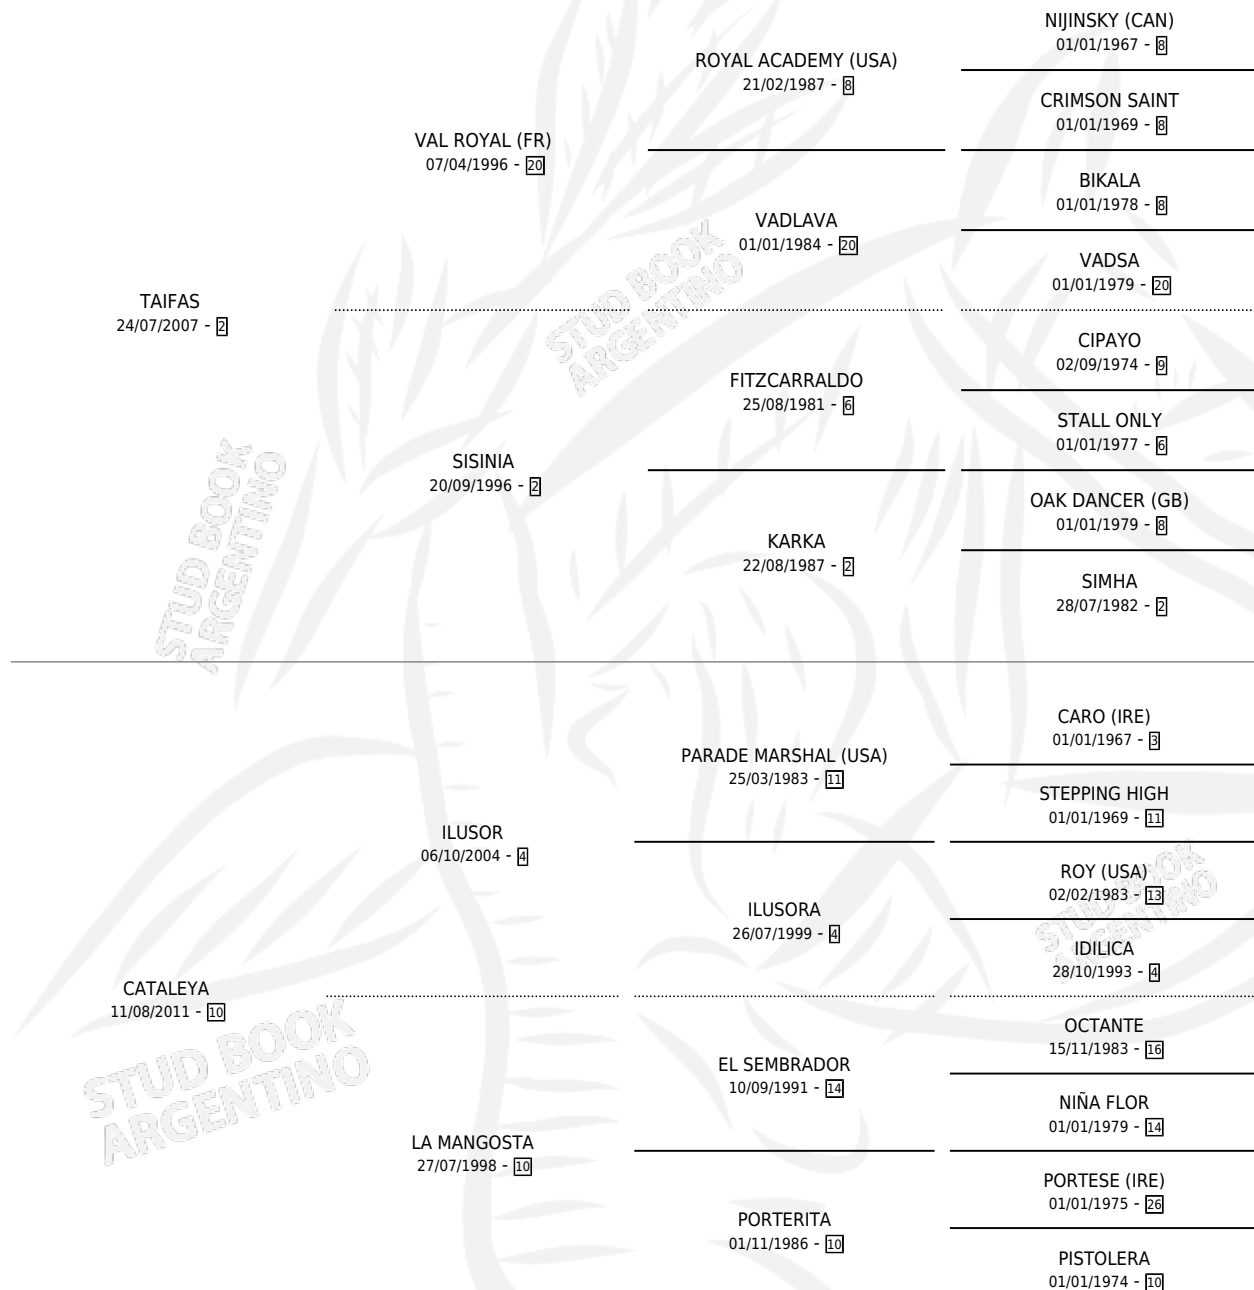 NIJINSKY (CAN)
01/01/1967 - 8
ROYAL ACADEMY (USA)
21/02/1987 - 8
CRIMSON SAINT
01/01/1969 - 8
VAL ROYAL (FR)
07/04/1996 - 20
BIKALA
01/01/1978 - 8
VADLAVA
01/01/1984 - 20
VADSA
01/01/1979 - 20
TAIFAS
24/07/2007 - 2
CIPAYO
02/09/1974 - 9
FITZCARRALDO
25/08/1981 - 6
STALL ONLY
01/01/1977 - 6
SISINIA
20/09/1996 - 2
OAK DANCER (GB)
01/01/1979 - 8
KARKA
22/08/1987 - 2
SIMHA
28/07/1982 - 2
STUD BOOK
ARGENTINO
STUD BOOK
ARGENTINO
CARO (IRE)
01/01/1967 - 3
PARADE MARSHAL (USA)
25/03/1983 - 11
STEPPING HIGH
01/01/1969 - 11
ILUSOR
06/10/2004 - 4
ROY (USA)
02/02/1983 - 13
ILUSORA
26/07/1999 - 4
IDILICA
28/10/1993 - 4
STUD BOOK
ARGENTINO
CATALEYA
11/08/2011 - 10
OCTANTE
15/11/1983 - 16
EL SEMBRADOR
10/09/1991 - 14
NIÑA FLOR
01/01/1979 - 14
LA MANGOSTA
27/07/1998 - 10
PORTESE (IRE)
01/01/1975 - 26
PORTERITA
01/11/1986 - 10
PISTOLERA
01/01/1974 - 10
STUD BOOK
ARGENTINO